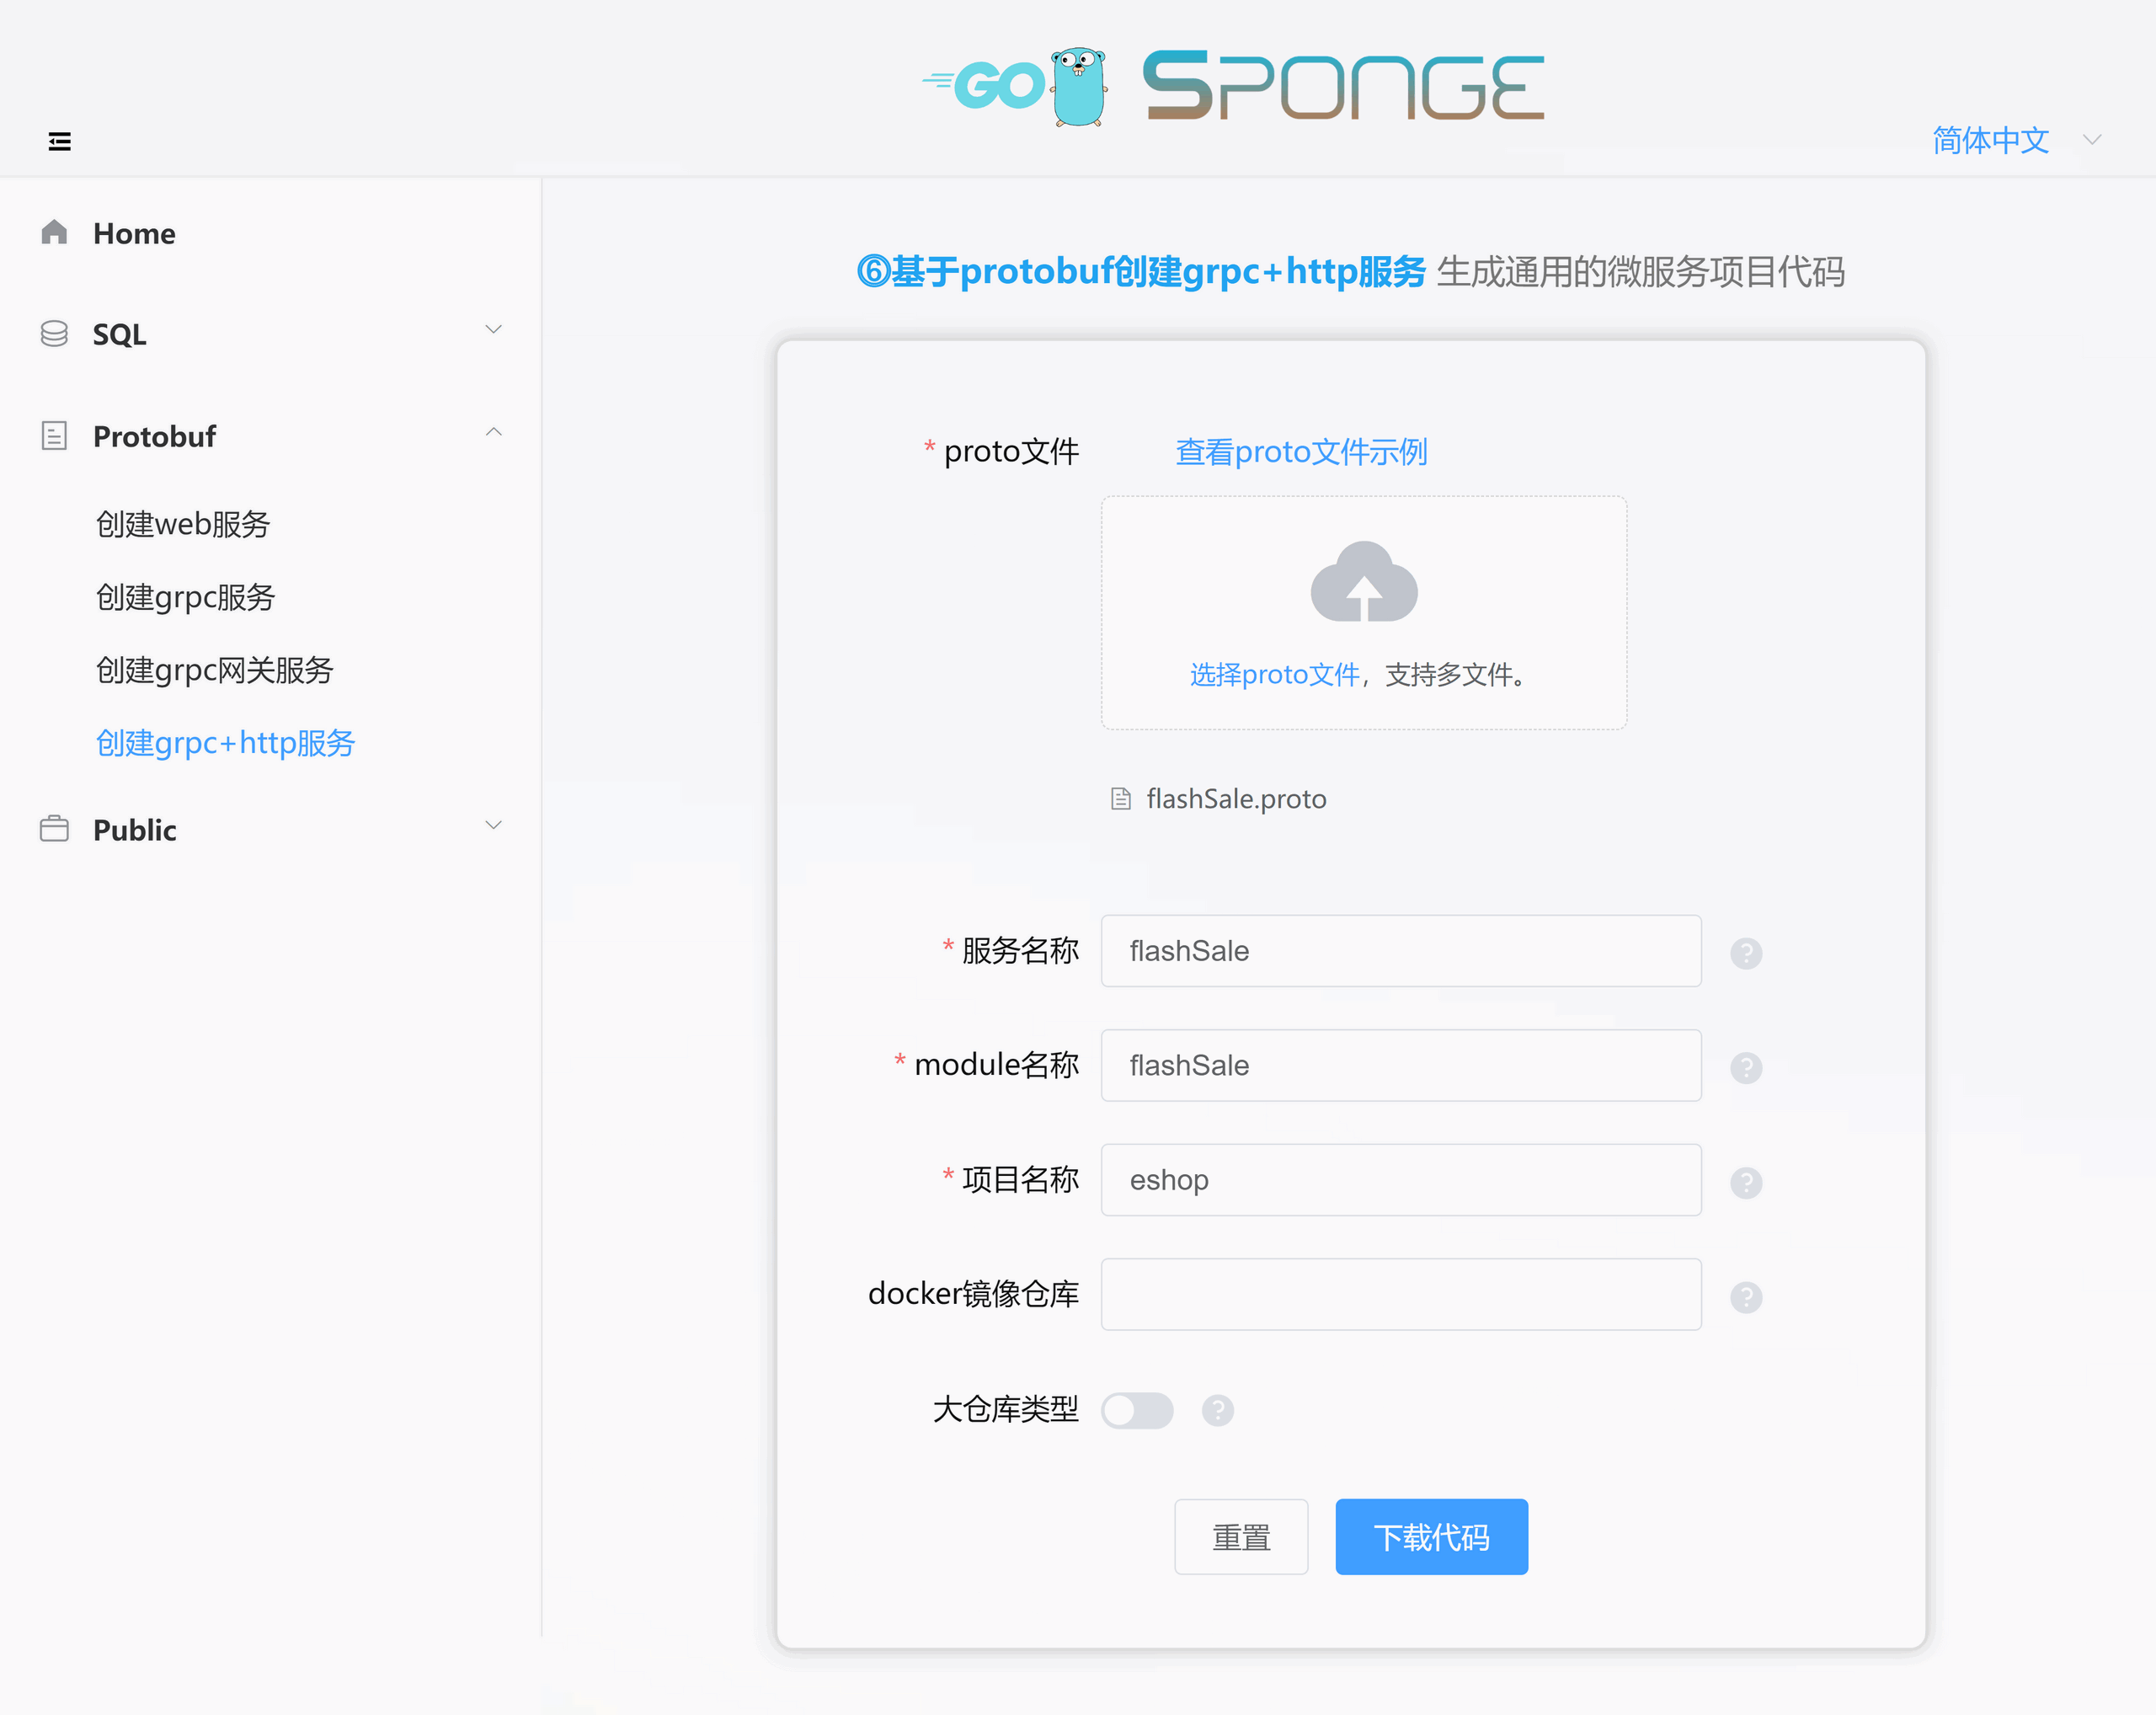 GO SPONGE
简体中文
Home
SQL
Protobuf
创建web服务
创建grpc服务
创建grpc网关服务
创建grpc+http服务
Public
⑥基于protobuf创建grpc+http服务 生成通用的微服务项目代码
* proto文件 查看proto文件示例
选择proto文件，支持多文件。
flashSale.proto
* 服务名称 flashSale ?
* module名称 flashSale ?
* 项目名称 eshop ?
docker镜像仓库 ?
大仓库类型 ?
重置 下载代码